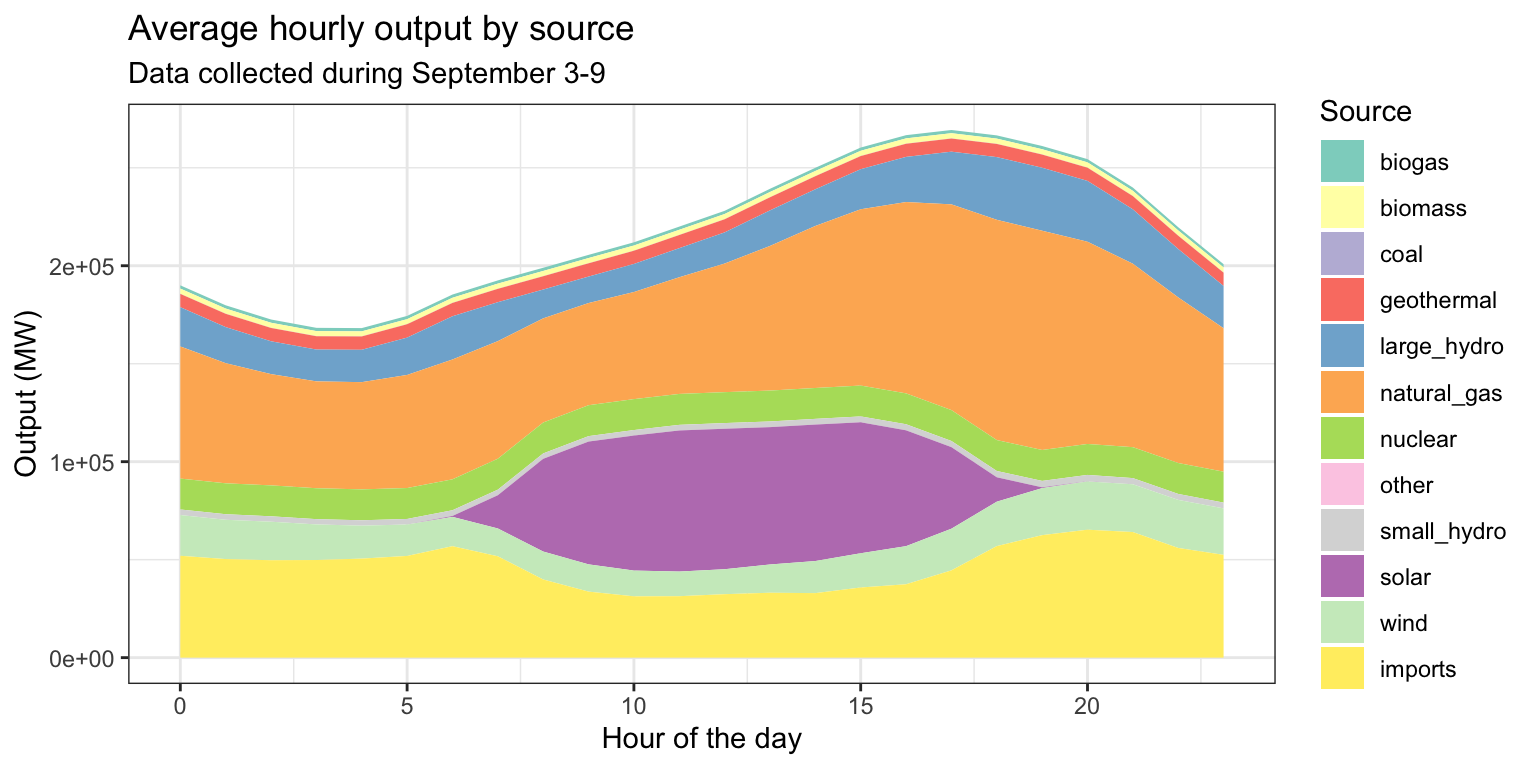 Average hourly output by source
Data collected during September 3-9
Output (MW)
2e+05
1e+05
0e+00
0
5
10
15
20
Hour of the day
Source
biogas
biomass
coal
geothermal
large_hydro
natural_gas
nuclear
other
small_hydro
solar
wind
imports